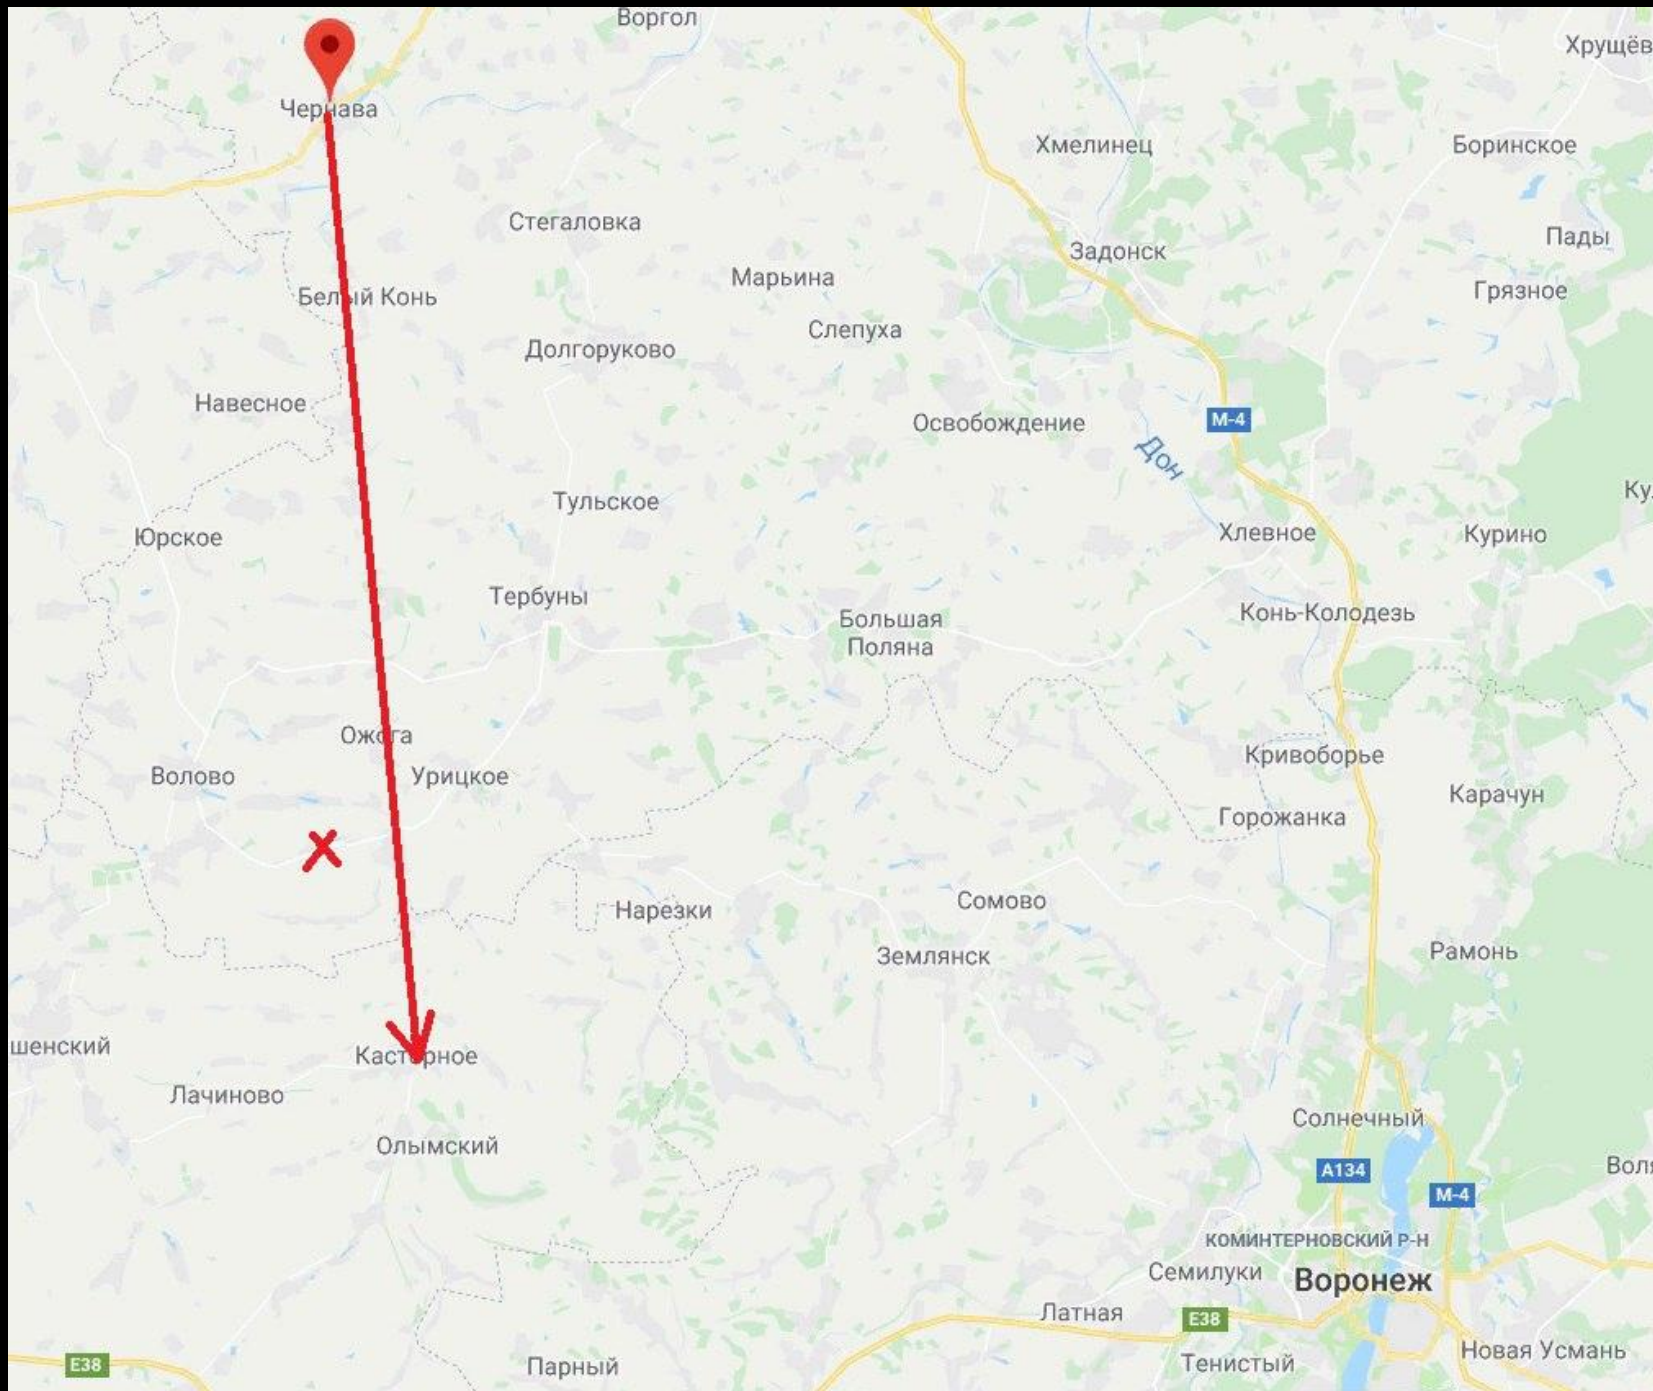 Воргол
Хрущёв
Чернава
Хмелинец
Боринское
Стегаловка
Пады
Задонск
Марьина
Грязное
Белый Конь
Слепуха
Долгоруково
Навесное
М-4
Освобождение
Дон
Ку
Тульское
Хлевное
Курино
Юрское
Тербуны
Конь-Колодезь
Большая
Поляна
Ожога
Кривоборье
Волово
Урицкое
Карачун
Горожанка
Сомово
Нарезки
Рамонь
Землянск
шенский
Касторное
Лачиново
Солнечный
Олымский
Воля
А134
М-4
КОМИНТЕРНОВСКИЙ Р-Н
Семилуки
Воронеж
Латная
E38
Новая Усмань
E38
Парный
Тенистый